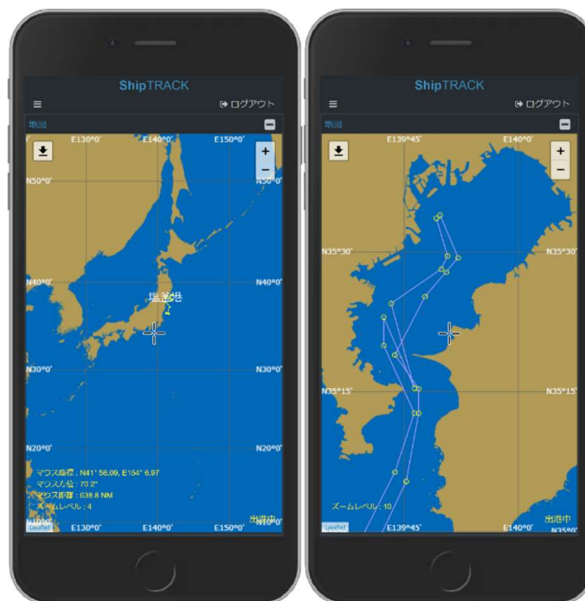 ShipTRACK
ログアウト
地図
E130°0'
E140°0'
E150°0'
+
−
N50°0'
N40°0'
N30°0'
N20°0'
マウス座標 : N41° 56.09, E154° 6.97
マウス方位 : 70.2°
マウス距離 : 638.8 NM
ズームレベル : 4
出港中
N10°0'
Leaflet
E130°0'
E140°0'
E150°0'
ShipTRACK
ログアウト
地図
E139°45'
E140°0'
+
−
N35°30'
N35°30'
N35°15'
N35°15'
ズームレベル : 10
出港中
Leaflet
E139°45'
E140°0'
N35°0'